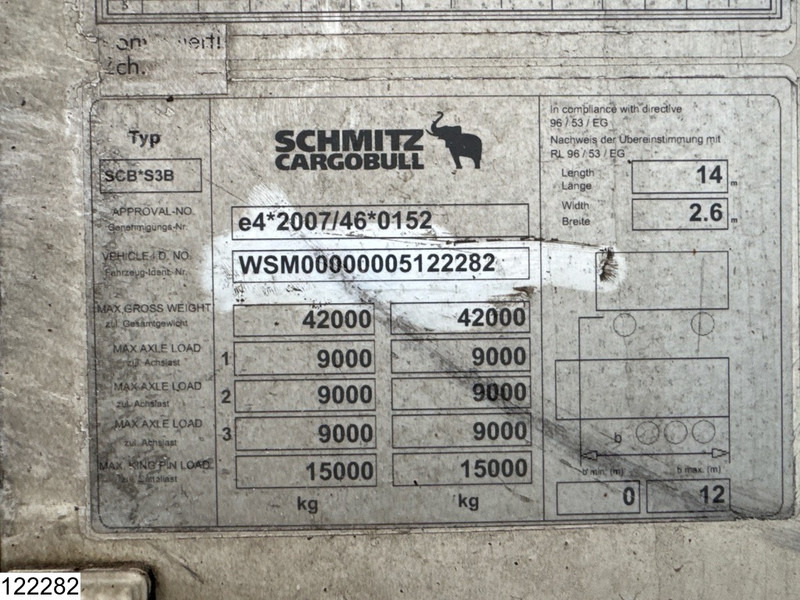 5
ch.
Typ
SCB*S3B
SCHMITZ
CARGOBULL
In compliance with directive
96 / 53 / EG
Nachweis der Übereinstimmung mit
RL 96 / 53 / EG
Length
Länge
14 m
Width
Breite
2.6 m
APPROVAL-NO.
Genehmigungs-Nr.
e4*2007/46*0152
VEHICLE I.D. NO.
Fahrzeug-Ident.-Nr.
WSM00000005122282
MAX.GROSS WEIGHT
zul. Gesamtgewicht
42000 42000
MAX AXLE LOAD
zul. Achslast
1 9000 9000
MAX AXLE LOAD
zul. Achslast
2 9000 9000
MAX AXLE LOAD
zul. Achslast
3 9000 9000
MAX. KING PIN LOAD
15000 15000
kg kg
b
b min. (m) b max. (m)
0 12
122282